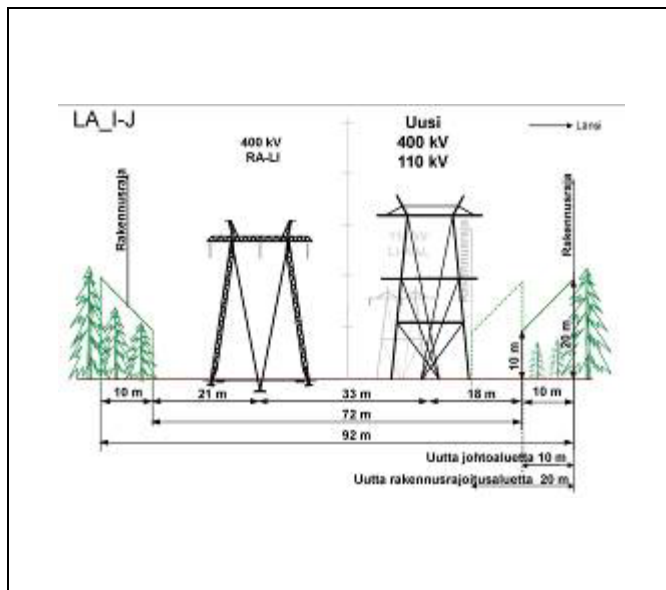 LA_I-J
Uusi
400 kV
110 kV
400 kV
RA-LI
Länsi
Rakennusraja
Rakennusraja
10 m
20 m
10 m
21 m
33 m
18 m
10 m
72 m
92 m
Uutta johtoaluetta 10 m
Uutta rakennusrajoitusaluetta 20 m